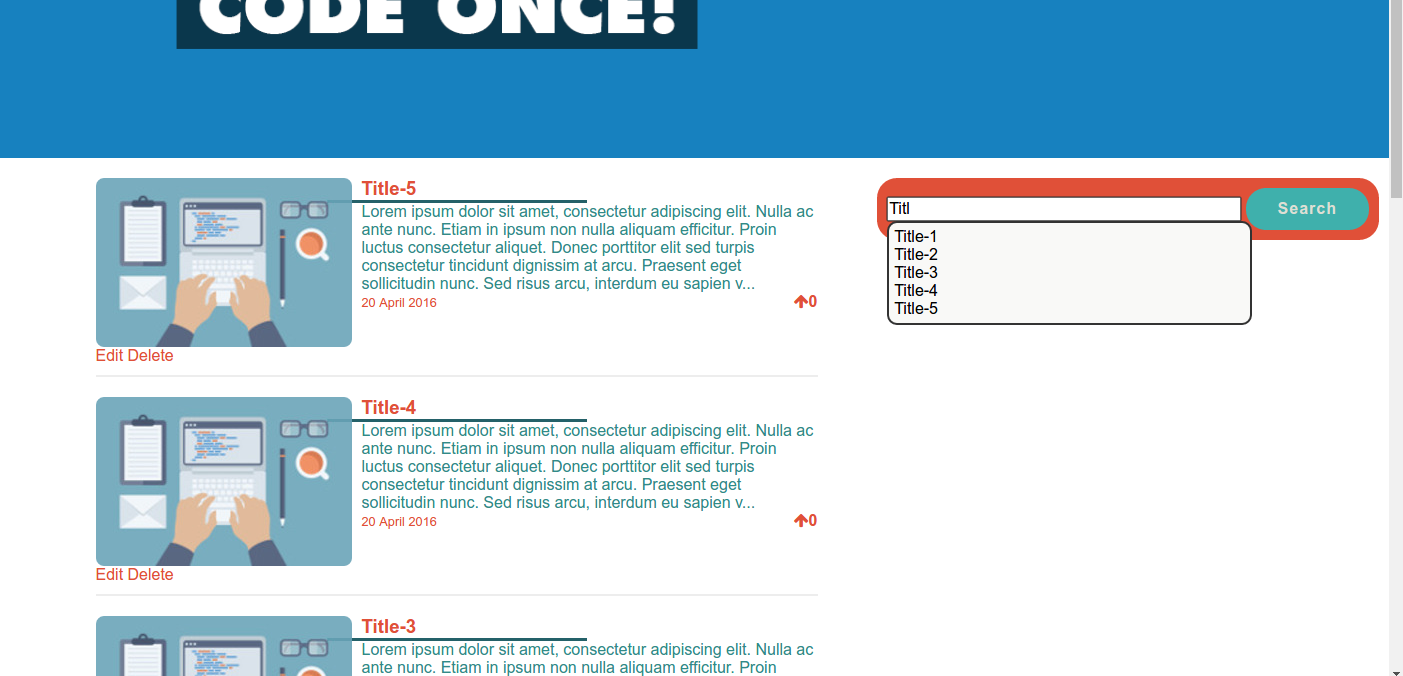 CODE ONCE!
Title-5
Lorem ipsum dolor sit amet, consectetur adipiscing elit. Nulla ac
ante nunc. Etiam in ipsum non nulla aliquam efficitur. Proin
luctus consectetur aliquet. Donec porttitor elit sed turpis
consectetur tincidunt dignissim at arcu. Praesent eget
sollicitudin nunc. Sed risus arcu, interdum eu sapien v...
20 April 2016
0
Edit Delete
Title-4
Lorem ipsum dolor sit amet, consectetur adipiscing elit. Nulla ac
ante nunc. Etiam in ipsum non nulla aliquam efficitur. Proin
luctus consectetur aliquet. Donec porttitor elit sed turpis
consectetur tincidunt dignissim at arcu. Praesent eget
sollicitudin nunc. Sed risus arcu, interdum eu sapien v...
20 April 2016
0
Edit Delete
Title-3
Lorem ipsum dolor sit amet, consectetur adipiscing elit. Nulla ac
ante nunc. Etiam in ipsum non nulla aliquam efficitur. Proin
Titl
Search
Title-1
Title-2
Title-3
Title-4
Title-5